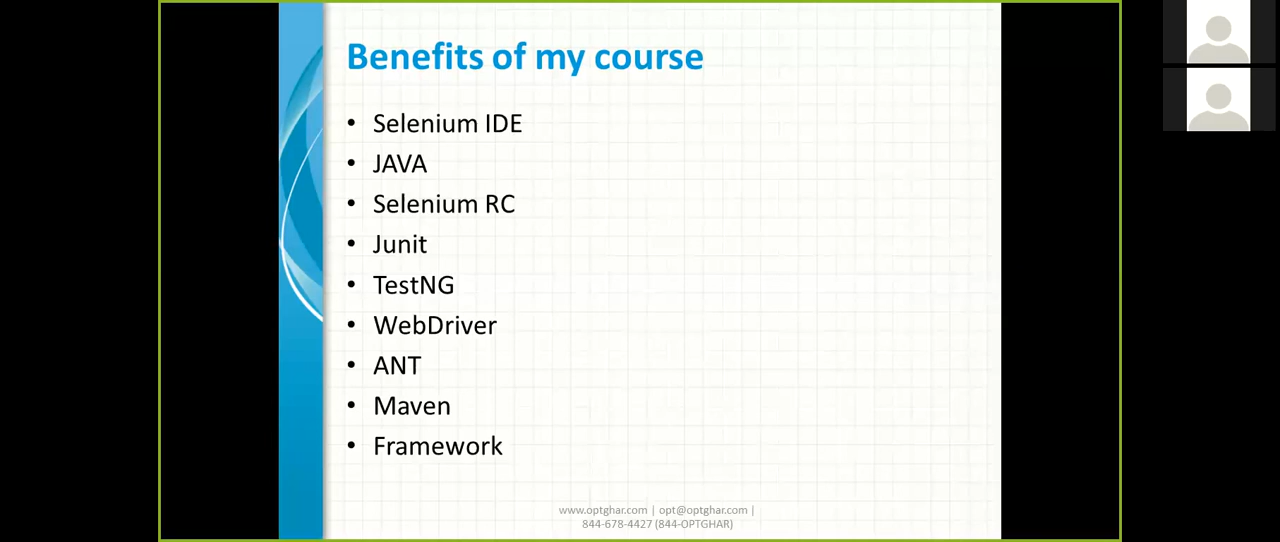 Benefits of my course
• Selenium IDE
• JAVA
• Selenium RC
• Junit
• TestNG
• WebDriver
• ANT
• Maven
• Framework
www.optghar.com | opt@optghar.com |
844-678-4427 (844-OPTGHAR)